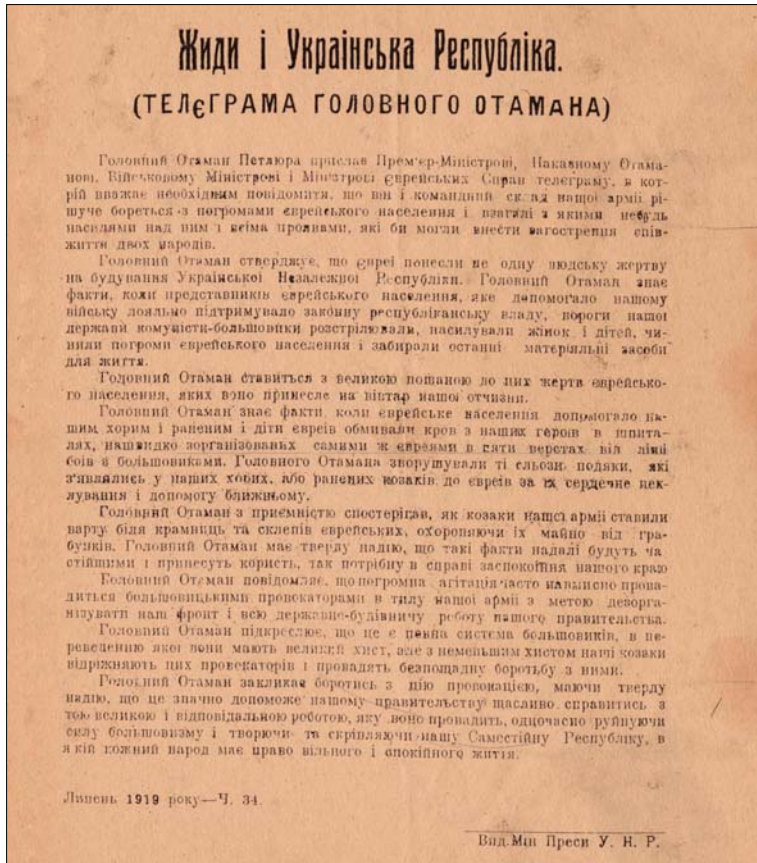 Жиди і Українська Республіка.
(ТЕЛЄГРАМА ГОЛОВНОГО ОТАМАНА)
Головний Отаман Петлюра прислав Прем'єр-Міністрові, Наказному Отама-
нові, Військовому Міністрові і Міністрові Єврейських Справ телеграму, в кот-
рій вважає необхідним повідомити, що він і командний склад нашої армії рі-
шуче бореться з погромами єврейського населення і взагалі з якими небудь
насилями над ним і всіма проявами, які би могли внести загострення спів-
життя двох народів.
Головний Отаман стверджує, що євреї понесли не одну людську жертву
на будування Української Незалежної Республіки. Головний Отаман знає
факти, коли представників єврейського населення, яке допомогало нашому
війську лояльно підтримувало законну республіканську владу, вороги нашої
держави комуністи-большовики розстрілювали, насилували жінок і дітей, чи-
нили погроми єврейського населення і забирали останні матеріяльні засоби
для життя.
Головний Отаман ставиться з великою пошаною до цих жертв єврейсько-
го населення, яких воно принесле на вівтар нашої отчизни.
Головний Отаман знає факти, коли єврейське населення допомогало на-
шим хорим і раненим і діти євреїв обмивали кров з наших героїв в шпита-
лях, нашвидко зорганізованих самими ж євреями в пяти верстах від лінії
боїв з большовиками. Головного Отамана зворушували ті сльози подяки, які
з'являлись у наших хорих, або ранених козаків до євреїв за їх сердечне пек-
лування і допомогу ближньому.
Головний Отаман з приємністю спостерігав, як козаки нашої армії ставили
варту біля крамниць та склепів єврейських, охороняючи їх майно від гра-
бунків. Головний Отаман має тверду надію, що такі факти надалі будуть ча
стійшими і принесуть користь, так потрібну в справі заспокоїння нашого краю
Головний Отаман повідомляє, що погромна агітація часто навмисно прова-
диться большовицькими провокаторами в тилу нашої армії з метою дезорга-
нізувати наш фронт і всю державно-будівничу роботу нашого правительства.
Головний Отаман підкреслює, що це є певна система большовиків, в пе-
реведенню якої вони мають великий хист, але з неменьшим хистом наші козаки
відріжняють цих провокаторів і провадять безпощадну боротьбу з ними.
Головний Отаман закликає боротись з цію провокацією, маючи тверду
надію, що це значно допоможе нашому правительству щасливо справитись з
тою великою і відповідальною роботою, яку воно провадить, одночасно руйнуючи
силу большовизму і творючи та скріпляючи нашу Самостійну Республіку, в
якій кожний народ має право вільного і спокійного життя.
Липень 1919 року—Ч. 34.
Вид. Мін Преси У. Н. Р.